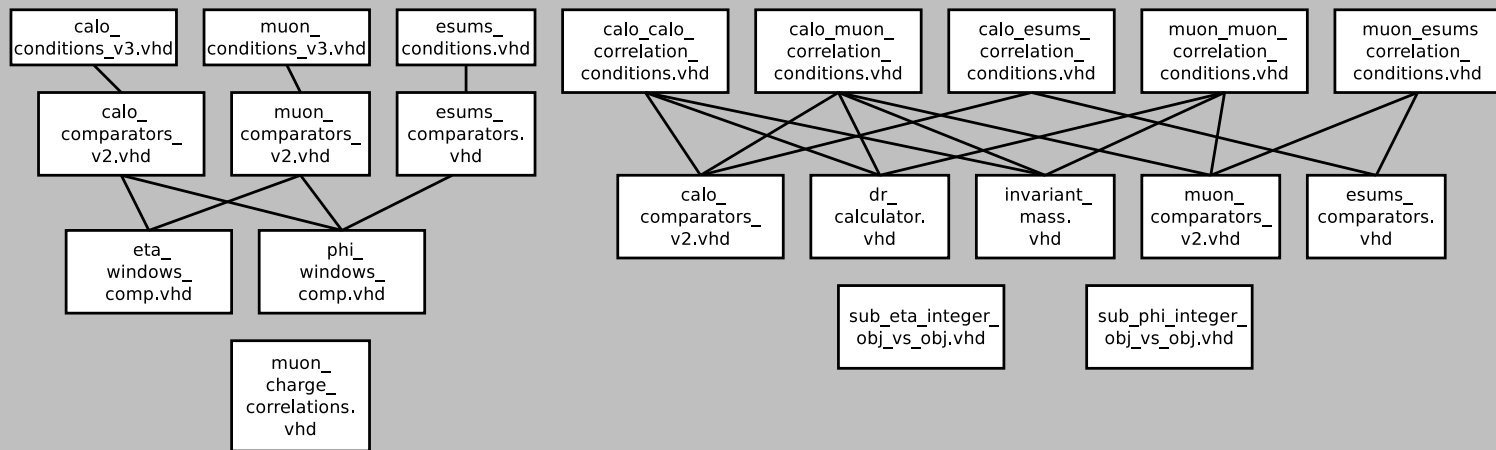 calo_
conditions_v3.vhd
muon_
conditions_v3.vhd
esums_
conditions.vhd
calo_
comparators_
v2.vhd
muon_
comparators_
v2.vhd
esums_
comparators.
vhd
eta_
windows_
comp.vhd
phi_
windows_
comp.vhd
muon_
charge_
correlations.
vhd
calo_calo_
correlation_
conditions.vhd
calo_muon_
correlation_
conditions.vhd
calo_esums_
correlation_
conditions.vhd
muon_muon_
correlation_
conditions.vhd
muon_esums
correlation_
conditions.vhd
calo_
comparators_
v2.vhd
dr_
calculator.
vhd
invariant_
mass.
vhd
muon_
comparators_
v2.vhd
esums_
comparators.
vhd
sub_eta_integer_
obj_vs_obj.vhd
sub_phi_integer_
obj_vs_obj.vhd